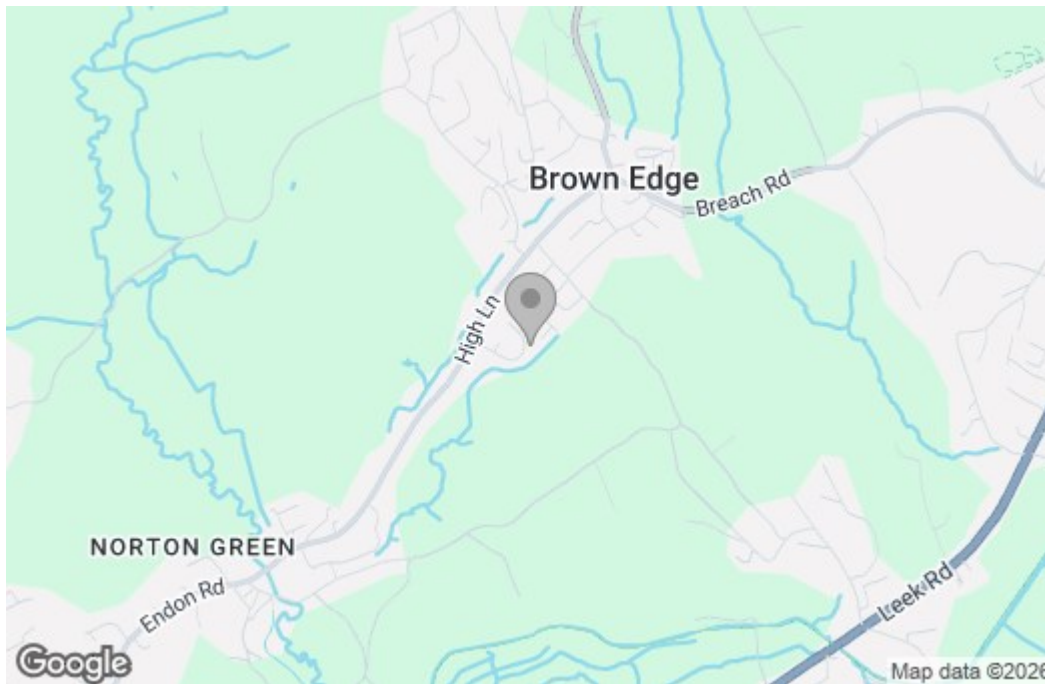 Brown Edge
Breach Rd
High Ln
NORTON GREEN
Endon Rd
Leek Rd
Google
Map data ©2026